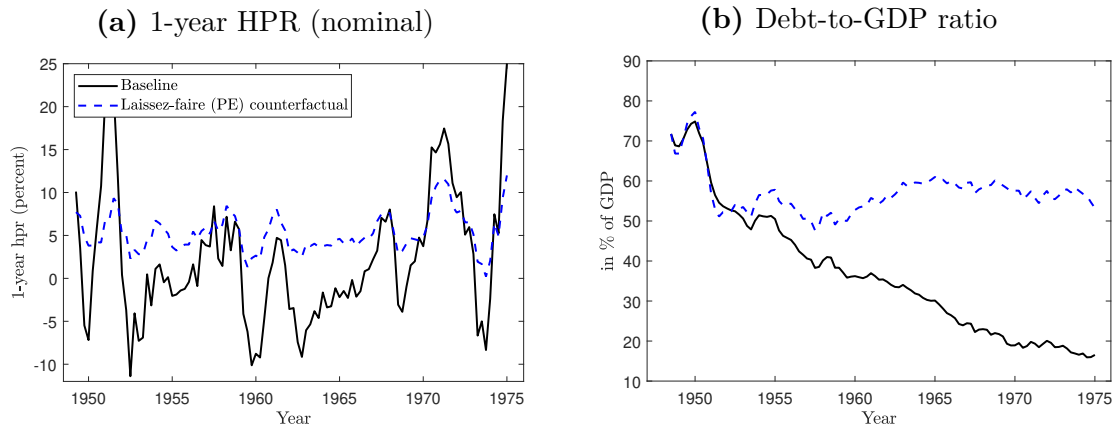 (a) 1-year HPR (nominal)
1-year hpr (percent)
25
20
15
10
5
0
-5
-10
Baseline
Laissez-faire (PE) counterfactual
1950 1955 1960 1965 1970 1975
Year
(b) Debt-to-GDP ratio
in % of GDP
90
80
70
60
50
40
30
20
10
1950 1955 1960 1965 1970 1975
Year